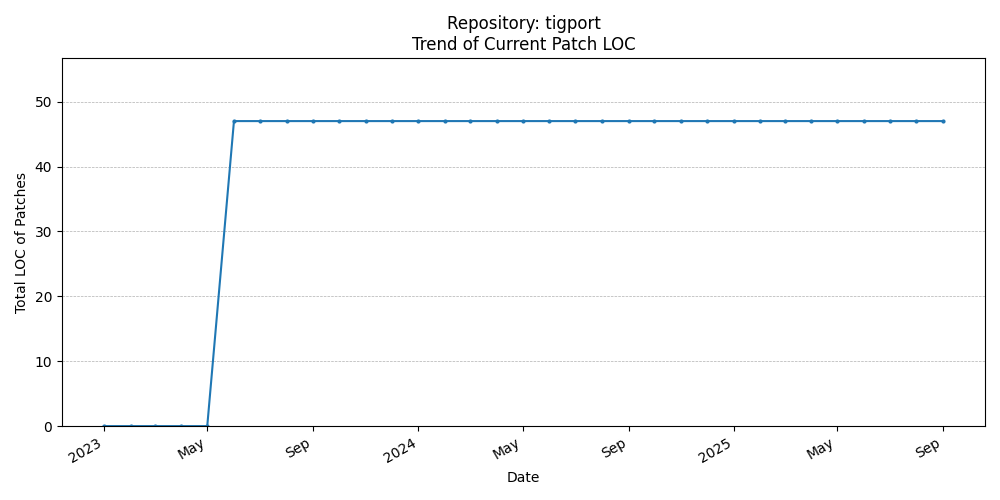 Repository: tigport
Trend of Current Patch LOC
Total LOC of Patches
50
40
30
20
10
0
2023
May
Sep
2024
May
Sep
2025
May
Sep
Date